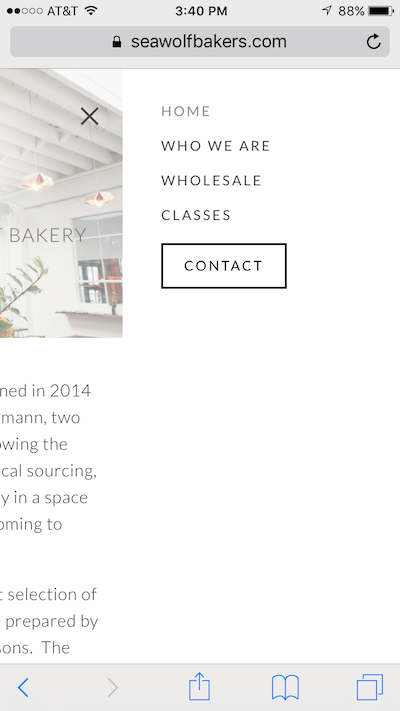 AT&T 3:40 PM 88%
seawolfbakers.com
HOME
WHO WE ARE
WHOLESALE
CLASSES
CONTACT
T BAKERY
ned in 2014
mann, two
owing the
cal sourcing,
y in a space
oming to
t selection of
prepared by
sons. The